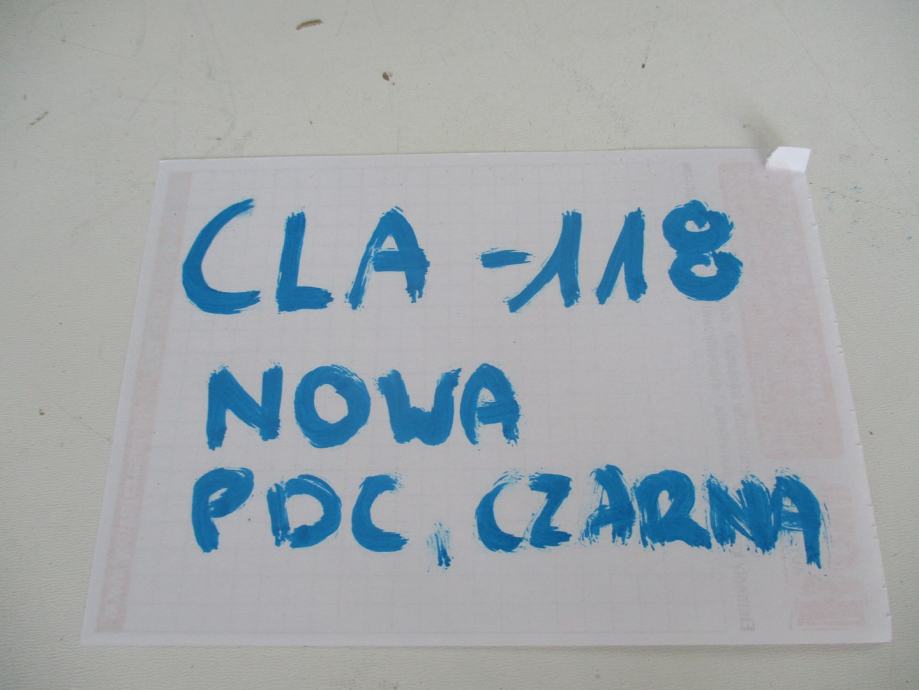 CLA -118
NOWA
PDC, CZARNA